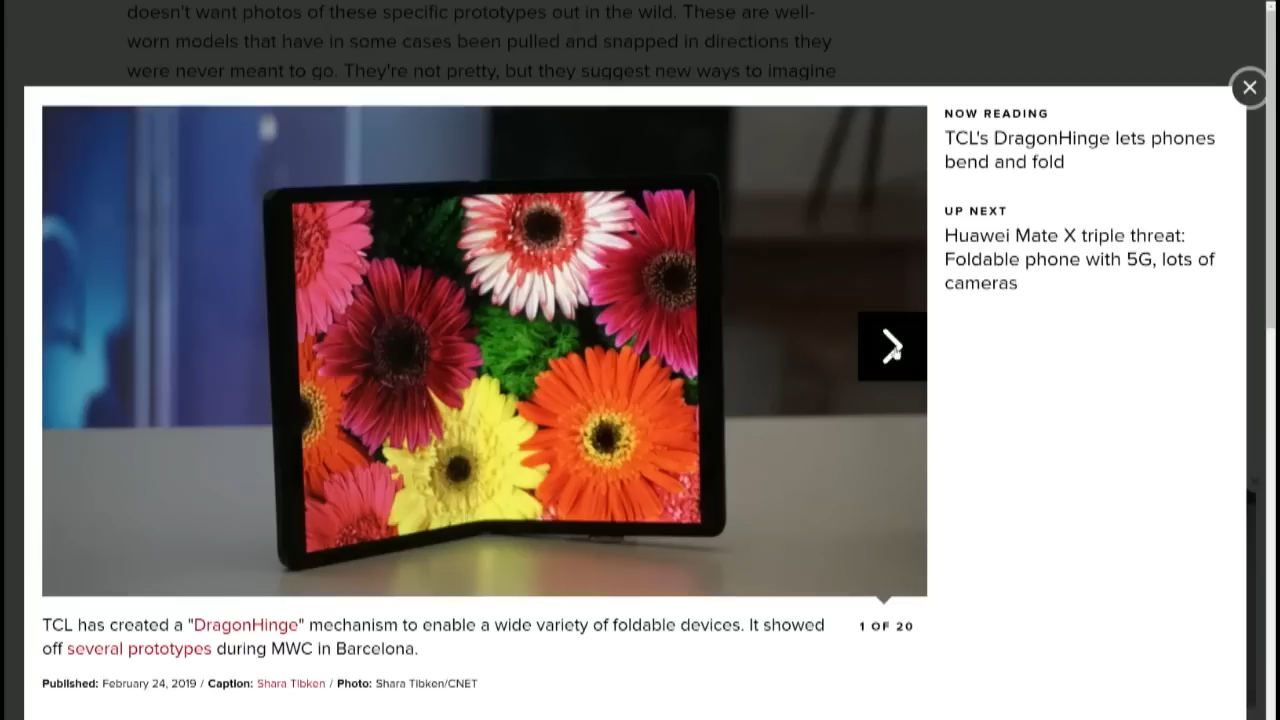 doesn't want photos of these specific prototypes out in the wild. These are well-
worn models that have in some cases been pulled and snapped in directions they
were never meant to go. They're not pretty, but they suggest new ways to imagine
NOW READING
TCL's DragonHinge lets phones
bend and fold
UP NEXT
Huawei Mate X triple threat:
Foldable phone with 5G, lots of
cameras
TCL has created a "DragonHinge" mechanism to enable a wide variety of foldable devices. It showed
off several prototypes during MWC in Barcelona.
1 OF 20
Published: February 24, 2019 / Caption: Shara Tibken / Photo: Shara Tibken/CNET